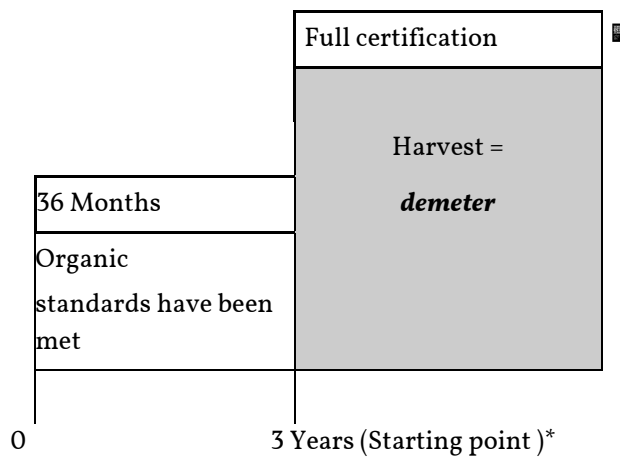 Full certification
Harvest =
36 Months
demeter
Organic
standards have been
met
0
3 Years (Starting point )*